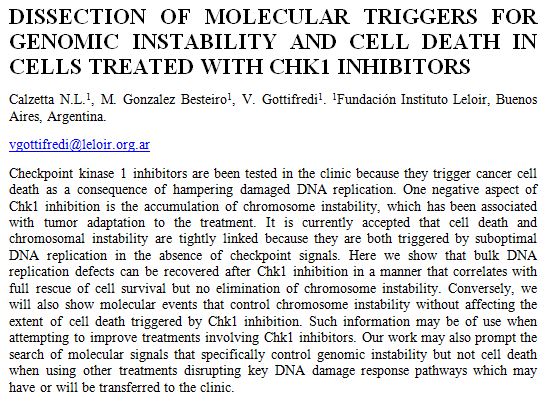 DISSECTION OF MOLECULAR TRIGGERS FOR
GENOMIC INSTABILITY AND CELL DEATH IN
CELLS TREATED WITH CHK1 INHIBITORS
Calzetta N.L.¹, M. Gonzalez Besteiro¹, V. Gottifredi¹. ¹Fundación Instituto Leloir, Buenos
Aires, Argentina.
vgottifredi@leloir.org.ar
Checkpoint kinase 1 inhibitors are been tested in the clinic because they trigger cancer cell
death as a consequence of hampering damaged DNA replication. One negative aspect of
Chk1 inhibition is the accumulation of chromosome instability, which has been associated
with tumor adaptation to the treatment. It is currently accepted that cell death and
chromosomal instability are tightly linked because they are both triggered by suboptimal
DNA replication in the absence of checkpoint signals. Here we show that bulk DNA
replication defects can be recovered after Chk1 inhibition in a manner that correlates with
full rescue of cell survival but no elimination of chromosome instability. Conversely, we
will also show molecular events that control chromosome instability without affecting the
extent of cell death triggered by Chk1 inhibition. Such information may be of use when
attempting to improve treatments involving Chk1 inhibitors. Our work may also prompt the
search of molecular signals that specifically control genomic instability but not cell death
when using other treatments disrupting key DNA damage response pathways which may
have or will be transferred to the clinic.